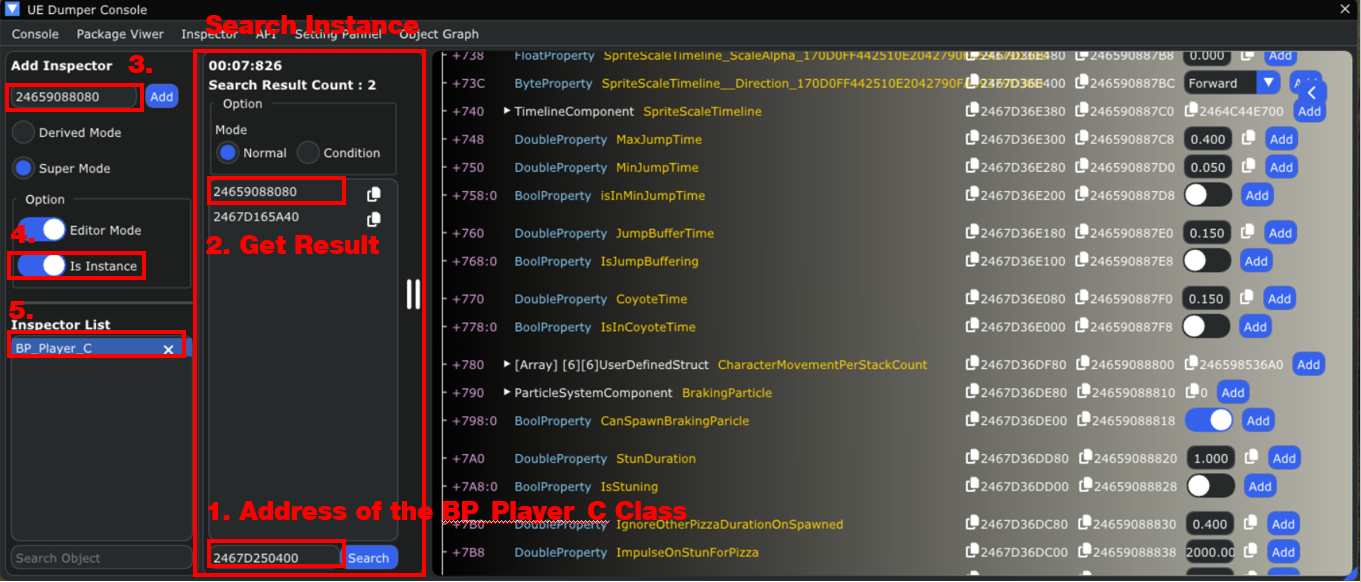 UE Dumper Console
Console Package Viwer Inspector API Setting Pannel Object Graph
Search Instance
Add Inspector 3.
24659088080 Add
Derived Mode
Super Mode
Option
4.
Editor Mode
Is Instance
5.
Inspector List
BP_Player_C
Search Object
00:07:826
Search Result Count : 2
Option
Mode
Normal Condition
24659088080
2467D165A40
2. Get Result
1. Address of the BP_Player_C Class
2467D250400 Search
+738 FloatProperty 246590887B8 0.000 Add
+73C ByteProperty 246590887BC Forward
+740 TimelineComponent SpriteScaleTimeline 2467D36E380 246590887C0 2464C44E700 Add
+748 DoubleProperty MaxJumpTime 2467D36E300 246590887C8 0.400 Add
+750 DoubleProperty MinJumpTime 2467D36E280 246590887D0 0.050 Add
+758:0 BoolProperty isInMinJumpTime 2467D36E200 246590887D8 Add
+760 DoubleProperty JumpBufferTime 2467D36E180 246590887E0 0.150 Add
+768:0 BoolProperty IsJumpBuffering 2467D36E100 246590887E8 Add
+770 DoubleProperty CoyoteTime 2467D36E080 246590887F0 0.150 Add
+778:0 BoolProperty IsInCoyoteTime 2467D36E000 246590887F8 Add
+780 [Array] [6][6]UserDefinedStruct CharacterMovementPerStackCount 2467D36DF80 24659088800 246598536A0 Add
+790 ParticleSystemComponent BrakingParticle 2467D36DE80 24659088810 0 Add
+798:0 BoolProperty CanSpawnBrakingParicle 2467D36DE00 24659088818 Add
+7A0 DoubleProperty StunDuration 2467D36DD80 24659088820 1.000 Add
+7A8:0 BoolProperty IsStuning 2467D36DD00 24659088828 Add
+7B0 DoubleProperty IgnoreOtherPizzaDurationOnSpawned 2467D36DC80 24659088830 0.400 Add
+7B8 DoubleProperty ImpulseOnStunForPizza 2467D36DC00 24659088838 2000.00 Add